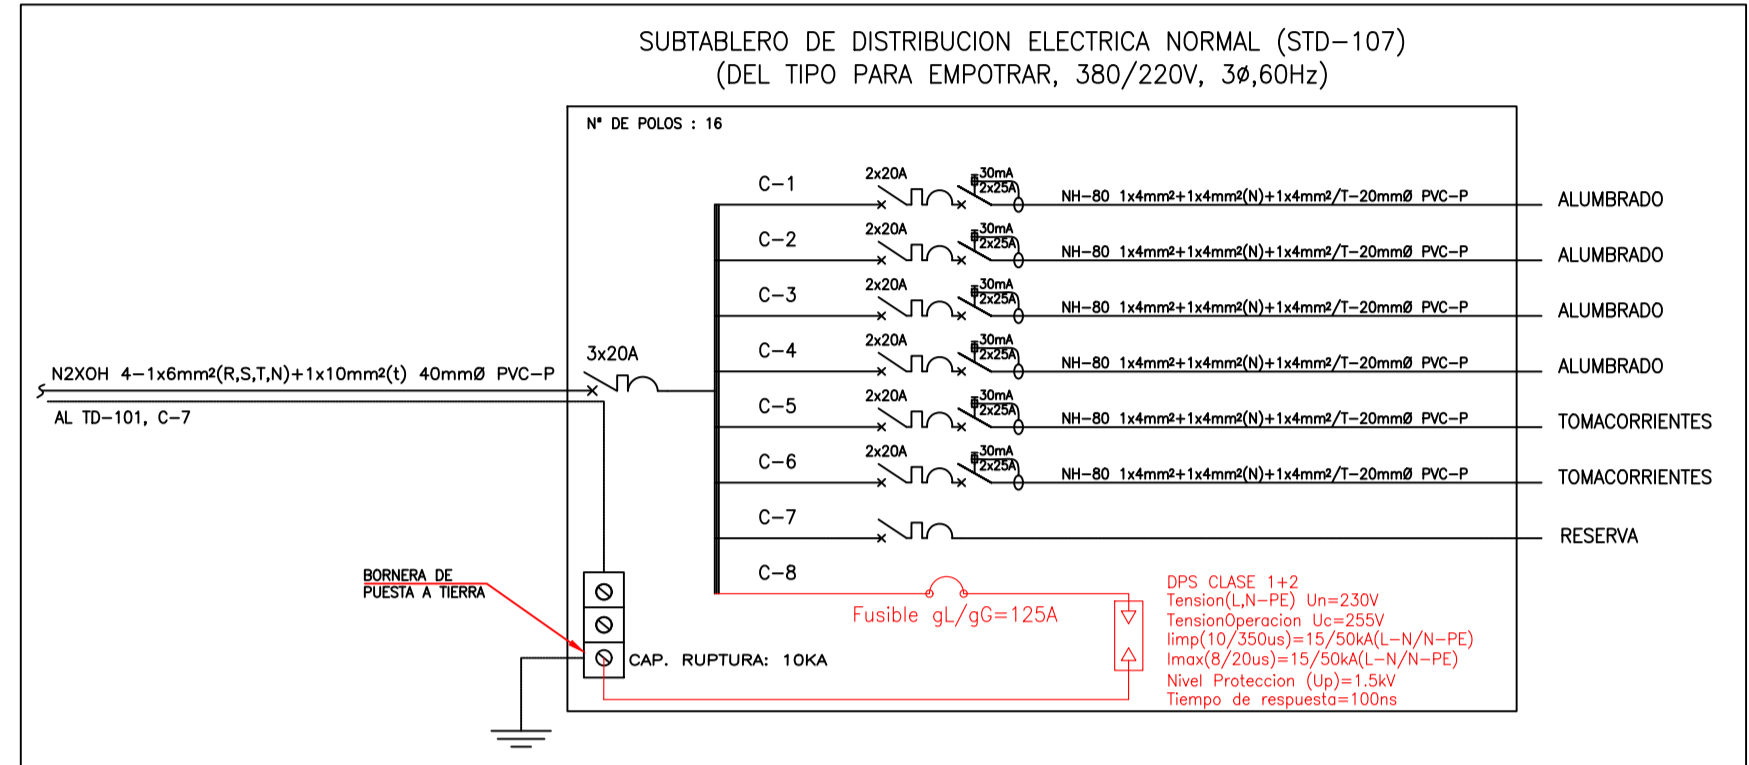 SUBTABLERO DE DISTRIBUCION ELECTRICA NORMAL (STD-107)
(DEL TIPO PARA EMPOTRAR, 380/220V, 3Ø,60Hz)
N° DE POLOS : 16
C-1
2x20A
30mA
2x25A
NH-80 1x4mm²+1x4mm²(N)+1x4mm²/T-20mmØ PVC-P
ALUMBRADO
C-2
2x20A
30mA
2x25A
NH-80 1x4mm²+1x4mm²(N)+1x4mm²/T-20mmØ PVC-P
ALUMBRADO
C-3
2x20A
30mA
2x25A
NH-80 1x4mm²+1x4mm²(N)+1x4mm²/T-20mmØ PVC-P
ALUMBRADO
C-4
2x20A
30mA
2x25A
NH-80 1x4mm²+1x4mm²(N)+1x4mm²/T-20mmØ PVC-P
ALUMBRADO
3x20A
N2XOH 4-1x6mm²(R,S,T,N)+1x10mm²(t) 40mmØ PVC-P
AL TD-101, C-7
C-5
2x20A
30mA
2x25A
NH-80 1x4mm²+1x4mm²(N)+1x4mm²/T-20mmØ PVC-P
TOMACORRIENTES
C-6
2x20A
30mA
2x25A
NH-80 1x4mm²+1x4mm²(N)+1x4mm²/T-20mmØ PVC-P
TOMACORRIENTES
C-7
RESERVA
C-8
BORNERA DE
PUESTA A TIERRA
Fusible gL/gG=125A
DPS CLASE 1+2
Tension(L,N-PE) Un=230V
TensionOperacion Uc=255V
Iimp(10/350us)=15/50kA(L-N/N-PE)
Imax(8/20us)=15/50kA(L-N/N-PE)
Nivel Proteccion (Up)=1.5kV
Tiempo de respuesta=100ns
CAP. RUPTURA: 10KA